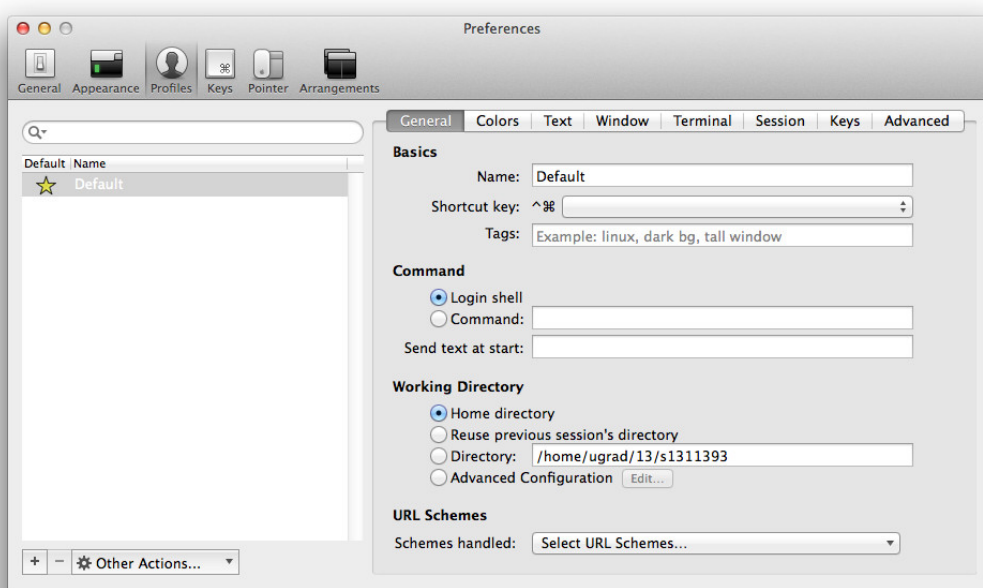 Preferences
General Appearance Profiles Keys Pointer Arrangements
General Colors Text Window Terminal Session Keys Advanced
Default Name
Default
Basics
Name: Default
Shortcut key: ^⌘
Tags: Example: linux, dark bg, tall window
Command
Login shell
Command:
Send text at start:
Working Directory
Home directory
Reuse previous session's directory
Directory: /home/ugrad/13/s1311393
Advanced Configuration Edit...
URL Schemes
Schemes handled: Select URL Schemes...
+ − Other Actions...